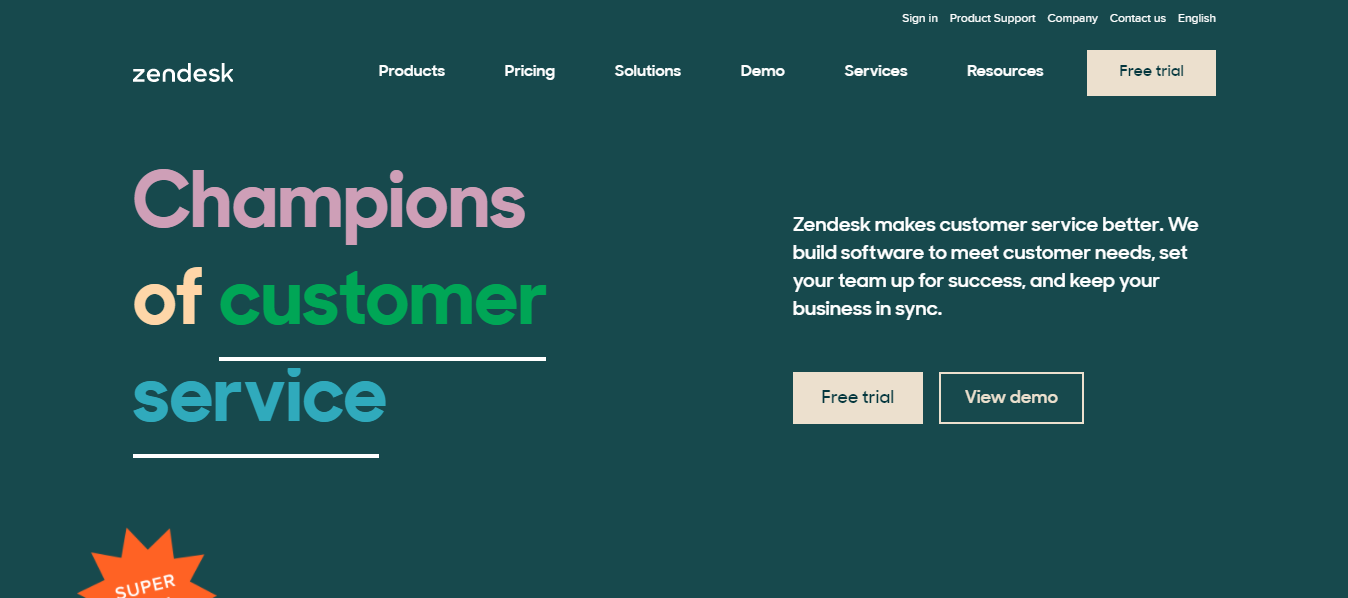 Sign in Product Support Company Contact us English
zendesk Products Pricing Solutions Demo Services Resources Free trial
Champions
of customer
service
Zendesk makes customer service better. We
build software to meet customer needs, set
your team up for success, and keep your
business in sync.
Free trial View demo
SUPER